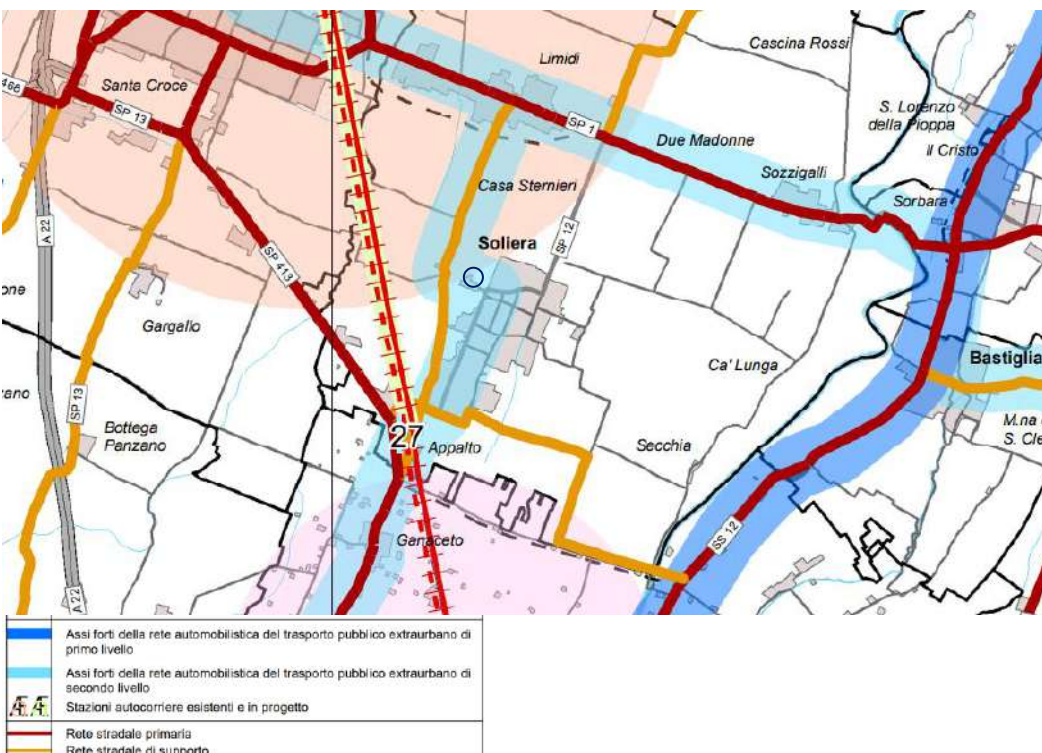 Limidi
Cascina Rossi
Santa Croce
SP 13
SP 1
S. Lorenzo
della Pioppa
il Cristo
Due Madonne
Sozzigalli
Sorbara
Casa Sternieri
A 22
Soliera
SP 12
SP 413
one
Gargallo
Bastiglia
Ca' Lunga
SP 13
Bottega
Panzano
27
Appalto
Secchia
M.na
S. Cle
Ganaceto
SS 12
A 22
Assi forti della rete automobilistica del trasporto pubblico extraurbano di
primo livello
Assi forti della rete automobilistica del trasporto pubblico extraurbano di
secondo livello
Stazioni autocorriere esistenti e in progetto
Rete stradale primaria
Rete stradale di supporto